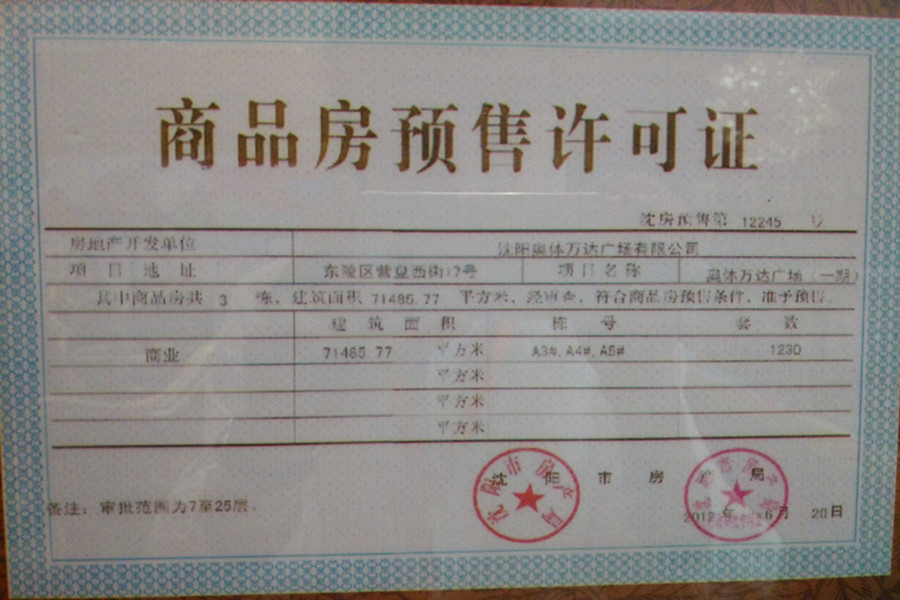 商品房预售许可证
沈房预售第 12245 号
房地产开发单位 沈阳奥体万达广场有限公司
项目地址 东陵区营盘西街17号 项目名称 奥体万达广场(一期)
其中商品房共 3 栋,建筑面积 71485.77 平方米,经审查,符合商品房预售条件,准予预售。
建筑面积 栋号 套数
商业 71485.77 平方米 A3#, A4#, A5# 1230
平方米
平方米
平方米
沈阳市房产局
备注:审批范围为7至25层。
2012年6月20日